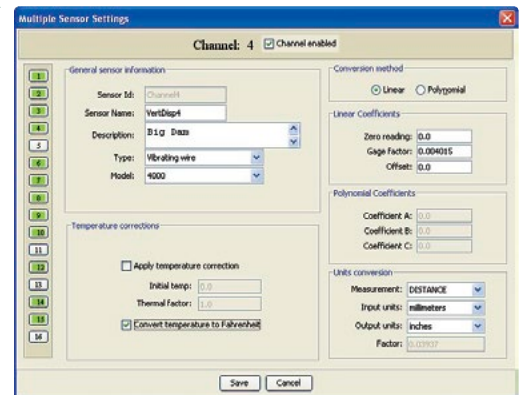 Multiple Sensor Settings
Channel: 4 Channel enabled
1
2
3
4
5
6
7
8
9
10
11
12
13
14
15
16
General sensor information
Sensor Id: Channel4
Sensor Name: VertDisp4
Description: Big Dam
Type: Vibrating wire
Model: 4000
Temperature corrections
Apply temperature correction
Initial temp: 0.0
Thermal factor: 1.0
Convert temperature to Fahrenheit
Conversion method
Linear Polynomial
Linear Coefficients
Zero reading: 0.0
Gage factor: 0.004015
Offset: 0.0
Polynomial Coefficients
Coefficient A: 0.0
Coefficient B: 0.0
Coefficient C: 0.0
Units conversion
Measurement: DISTANCE
Input units: millimeters
Output units: inches
Factor: 0.03937
Save Cancel